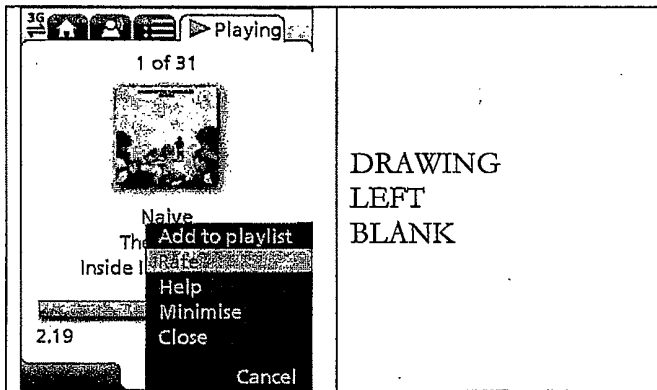 3G
Playing
1 of 31
Naive
The
Inside I
Add to playlist
Rate
Help
Minimise
Close
2.19
Cancel
DRAWING
LEFT
BLANK